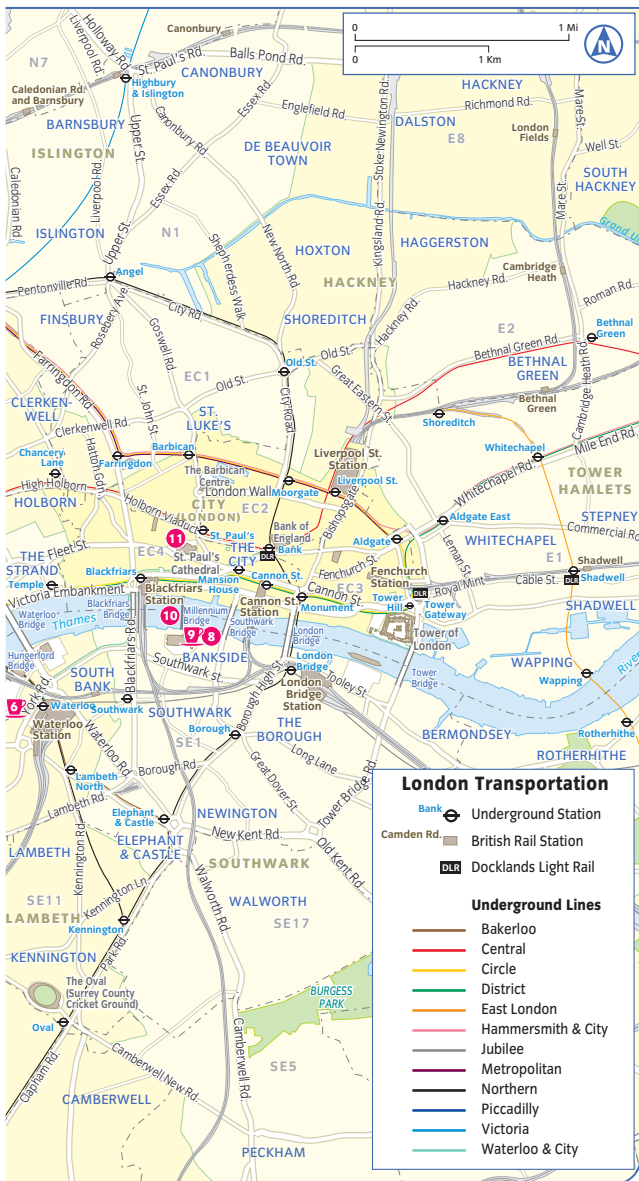 Holloway Rd.
Liverpool Rd.
Canonbury
St. Paul's Rd.
Balls Pond Rd.
0
1 Mi
0
1 Km
N
N7
Caledonian Rd.
and Barnsbury
Highbury
& Islington
CANONBURY
Essex Rd.
HACKNEY
Richmond Rd.
Englefield Rd.
DALSTON
Mare St.
BARNSBURY
Upper St.
Canonbury Rd.
Stoke Newington Rd.
E8
London
Fields
ISLINGTON
DE BEAUVOIR
TOWN
Well St.
SOUTH
HACKNEY
Caledonian Rd
Liverpool Rd.
Essex Rd.
Mare St.
ISLINGTON
Upper St.
N1
Shepherdess Walk
New North Rd.
HOXTON
Kingsland Rd.
HAGGERSTON
Grand U
Angel
HACKNEY
Cambridge
Heath
Pentonville Rd.
Hackney Rd.
Roman Rd.
City Rd.
FINSBURY
Rosebery Ave.
Goswell Rd.
SHOREDITCH
Hackney Rd.
E2
Bethnal
Green
Old St.
Old St.
Bethnal Green Rd.
Farringdon Rd.
EC1
Old St.
Great Eastern St.
BETHNAL
GREEN
CLERKEN-
WELL
St. John St.
City Road
Bethnal
Green
Cambridge Heath Rd.
Clerkenwell Rd.
ST.
LUKE'S
Shoreditch
Chancery
Lane
Hatton Gdn.
Barbican
Farringdon
Liverpool St.
Station
Whitechapel
Mile End Rd.
The Barbican
Centre
High Holborn
London Wall
Moorgate
Liverpool St.
Whitechapel Rd.
TOWER
HAMLETS
HOLBORN
Holborn Viaduct
CITY
(LONDON)
EC2
Bishopsgate
STEPNEY
11
St. Paul's
Bank of
England
Aldgate East
Commercial Rd.
Fleet St.
EC4
St. Paul's
Cathedral
THE
CITY
Bank
DLR
Aldgate
WHITECHAPEL
THE
STRAND
Fenchurch St.
Leman St.
E1
Shadwell
Temple
Blackfriars
Mansion
House
Cannon St.
Fenchurch
Station
Royal Mint
Cable St.
DLR
Shadwell
Victoria Embankment
Blackfriars
Station
Cannon St.
Station
Cannon St.
EC3
Monument
Tower
Hill
DLR
Tower
Gateway
SHADWELL
Waterloo
Bridge
Thames
Blackfriars
Bridge
10
Millennium
Bridge
Southwark
Bridge
London
Bridge
Tower of
London
Hungerford
Bridge
9
8
BANKSIDE
Tower
Bridge
WAPPING
River
SOUTH
BANK
Blackfriars Rd.
Southwark St.
London
Bridge
Tooley St.
Wapping
6
York Rd.
Waterloo
Southwark
London
Bridge
Station
Waterloo
Station
SOUTHWARK
Borough High St.
THE
BOROUGH
BERMONDSEY
Rotherhithe
Waterloo Rd.
SE1
Borough
ROTHERHITHE
Lambeth
North
Borough Rd.
Great Dover St.
Long Lane
Tower Bridge Rd.
Lambeth Rd.
Elephant
& Castle
NEWINGTON
LAMBETH
Kennington Rd.
ELEPHANT
& CASTLE
New Kent Rd.
Old Kent Rd.
SOUTHWARK
SE11
LAMBETH
Kennington Ln.
Walworth Rd.
WALWORTH
SE17
Kennington
KENNINGTON
Park Rd.
The Oval
(Surrey County
Cricket Ground)
BURGESS
PARK
Oval
Camberwell Rd.
Clapham Rd.
Camberwell New Rd.
SE5
CAMBERWELL
PECKHAM
London Transportation
Bank
Underground Station
Camden Rd.
British Rail Station
DLR
Docklands Light Rail
Underground Lines
Bakerloo
Central
Circle
District
East London
Hammersmith & City
Jubilee
Metropolitan
Northern
Piccadilly
Victoria
Waterloo & City